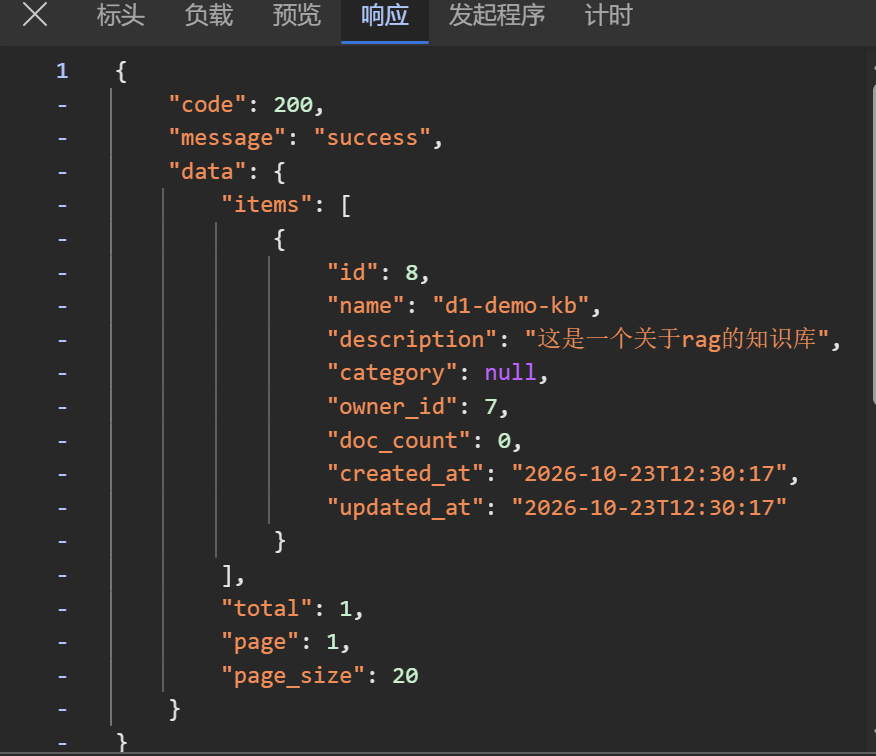 标头 负载 预览 响应 发起程序 计时
1 {
- "code": 200,
- "message": "success",
- "data": {
- "items": [
- {
- "id": 8,
- "name": "d1-demo-kb",
- "description": "这是一个关于rag的知识库",
- "category": null,
- "owner_id": 7,
- "doc_count": 0,
- "created_at": "2026-10-23T12:30:17",
- "updated_at": "2026-10-23T12:30:17"
- }
- ],
- "total": 1,
- "page": 1,
- "page_size": 20
- }
- }